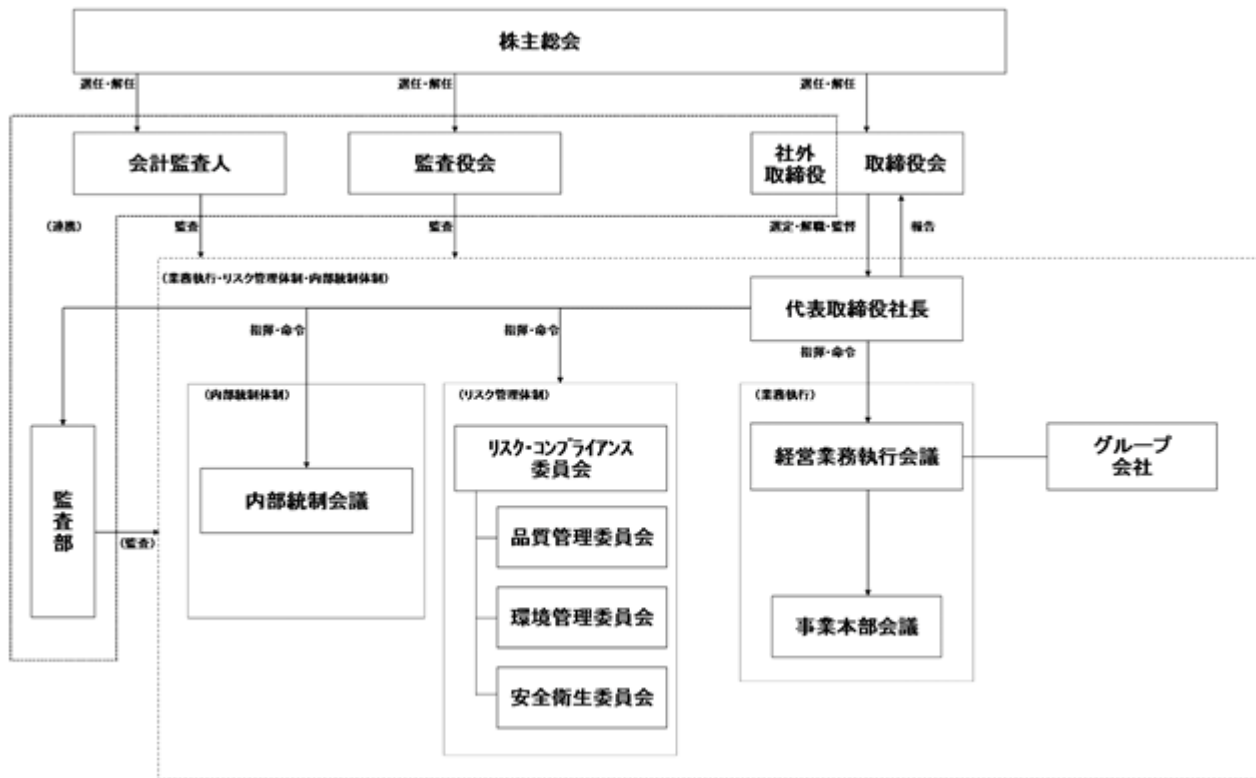 株主総会
選任・解任
選任・解任
選任・解任
会計監査人
監査役会
社外
取締役
取締役会
(連携)
監査
監査
選定・解職・監督
報告
(業務執行・リスク管理体制・内部統制体制)
代表取締役社長
指揮・命令
指揮・命令
指揮・命令
(内部統制体制)
(リスク管理体制)
(業務執行)
監査部
(監査)
内部統制会議
リスク・コンプライアンス
委員会
品質管理委員会
環境管理委員会
安全衛生委員会
経営業務執行会議
グループ
会社
事業本部会議